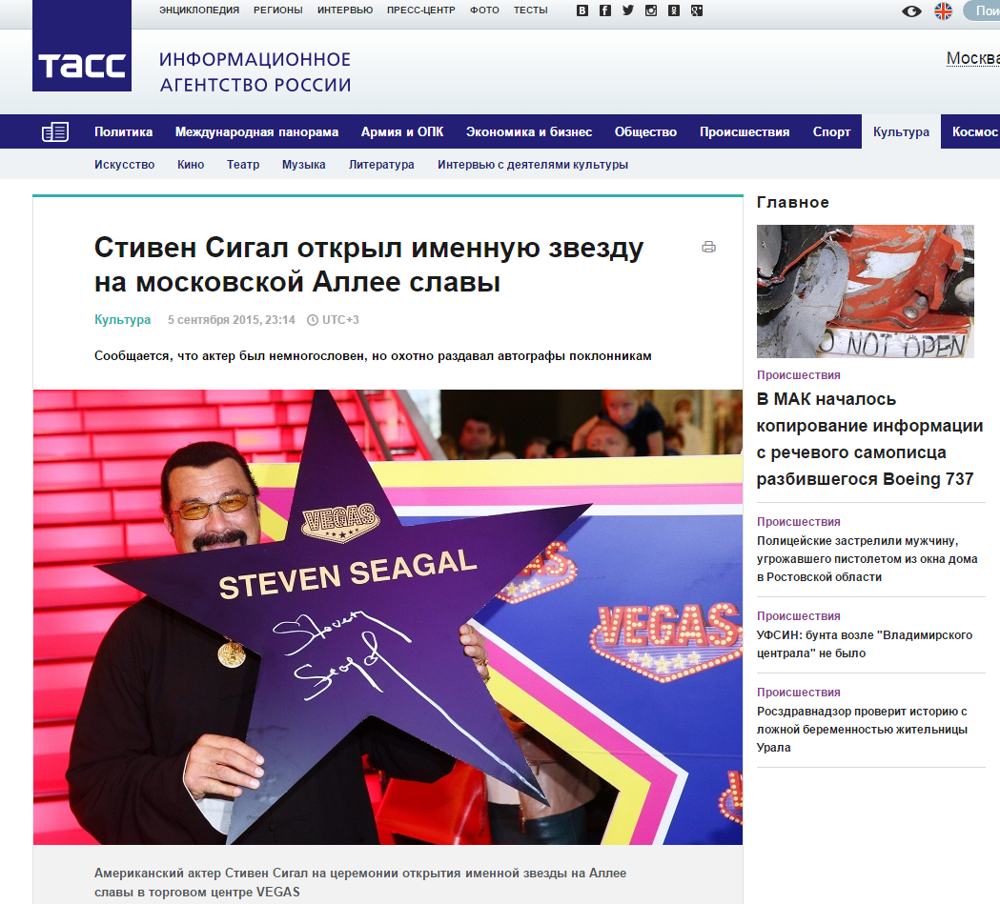 ЭНЦИКЛОПЕДИЯ РЕГИОНЫ ИНТЕРВЬЮ ПРЕСС-ЦЕНТР ФОТО ТЕСТЫ
тасс
ИНФОРМАЦИОННОЕ
АГЕНТСТВО РОССИИ
Москва
Политика Международная панорама Армия и ОПК Экономика и бизнес Общество Происшествия Спорт Культура Космос
Искусство Кино Театр Музыка Литература Интервью с деятелями культуры
Стивен Сигал открыл именную звезду
на московской Аллее славы
Культура 5 сентября 2015, 23:14 UTC+3
Сообщается, что актер был немногословен, но охотно раздавал автографы поклонникам
VEGAS
STEVEN SEAGAL
Steven
Seagal
VEGAS
Американский актер Стивен Сигал на церемонии открытия именной звезды на Аллее
славы в торговом центре VEGAS
Главное
O NOT OPEN
Происшествия
В МАК началось
копирование информации
с речевого самописца
разбившегося Boeing 737
Происшествия
Полицейские застрелили мужчину,
угрожавшего пистолетом из окна дома
в Ростовской области
Происшествия
УФСИН: бунта возле "Владимирского
централа" не было
Происшествия
Росздравнадзор проверит историю с
ложной беременностью жительницы
Урала